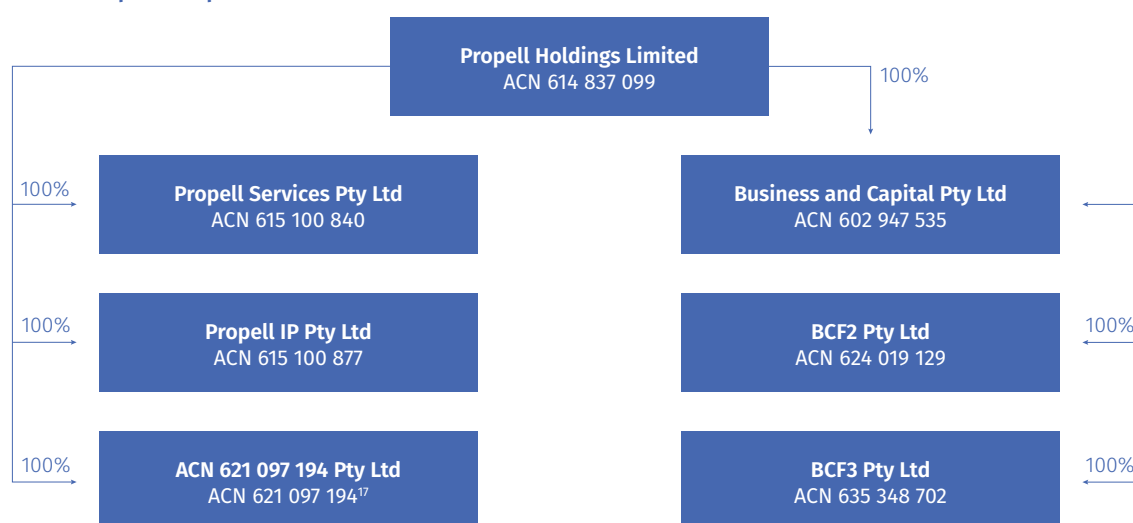 Propell Holdings Limited
ACN 614 837 099
100%
100%
Propell Services Pty Ltd
ACN 615 100 840
Business and Capital Pty Ltd
ACN 602 947 535
100%
Propell IP Pty Ltd
ACN 615 100 877
BCF2 Pty Ltd
ACN 624 019 129
100%
100%
ACN 621 097 194 Pty Ltd
ACN 621 097 194¹⁷
BCF3 Pty Ltd
ACN 635 348 702
100%